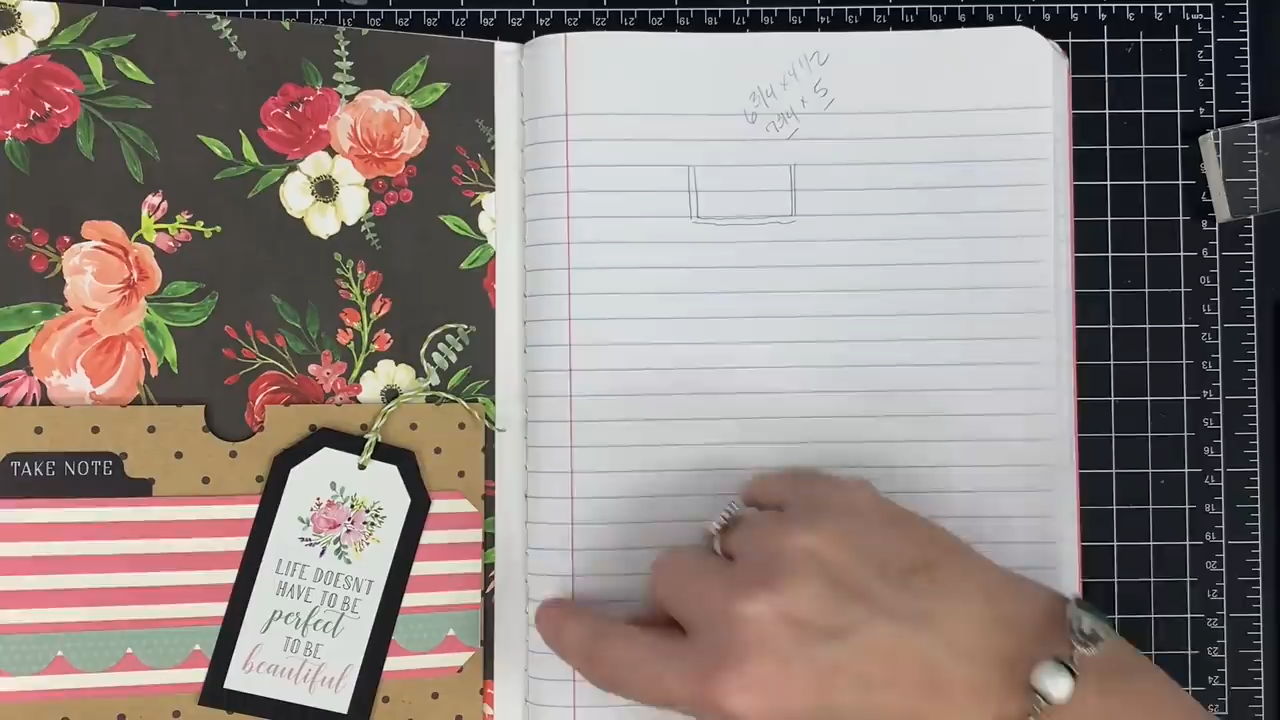 6 3/4 x 4 1/2
7 3/4 x 5
TAKE NOTE
LIFE DOESN'T
HAVE TO BE
perfect
TO BE
beautiful